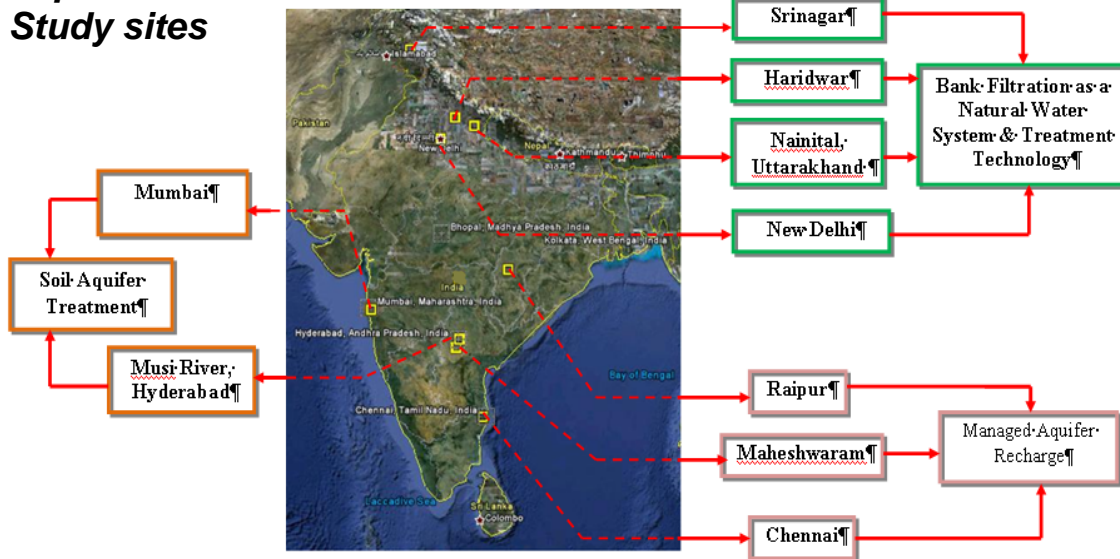 Study sites
Srinagar¶
Haridwar¶
Nainital,·
Uttarakhand·¶
New·Delhi¶
Bank·Filtration·as·a·
Natural·Water·
System·&·Treatment·
Technology¶
Mumbai¶
Soil·Aquifer·
Treatment¶
Musi·River,·
Hyderabad¶
Raipur¶
Maheshwaram¶
Chennai¶
Managed·Aquifer·
Recharge¶
Islamabad
Pakistan
New Delhi
Nepal
Kathmandu
Thimphu
Bhopal, Madhya Pradesh, India
Kolkata, West Bengal, India
India
Mumbai, Maharashtra, India
Hyderabad, Andhra Pradesh, India
Bay of Bengal
Chennai, Tamil Nadu, India
Laccadive Sea
Sri Lanka
Colombo